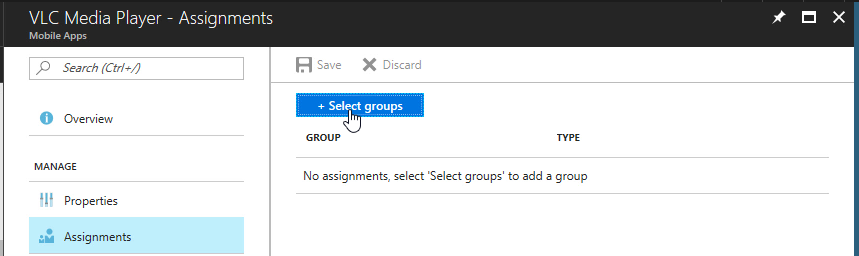 VLC Media Player - Assignments
Mobile Apps
Search (Ctrl+/)
Save Discard
+ Select groups
Overview
GROUP TYPE
MANAGE
No assignments, select 'Select groups' to add a group
Properties
Assignments